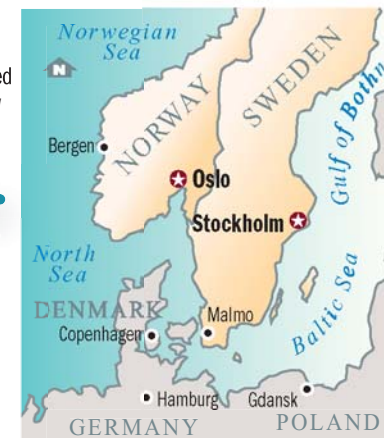 Norwegian
Sea
N
ed
NORWAY
SWEDEN
Gulf of Bothn
Bergen
Oslo
Stockholm
North
Sea
Baltic Sea
DENMARK
Malmo
Copenhagen
Hamburg
Gdansk
GERMANY
POLAND